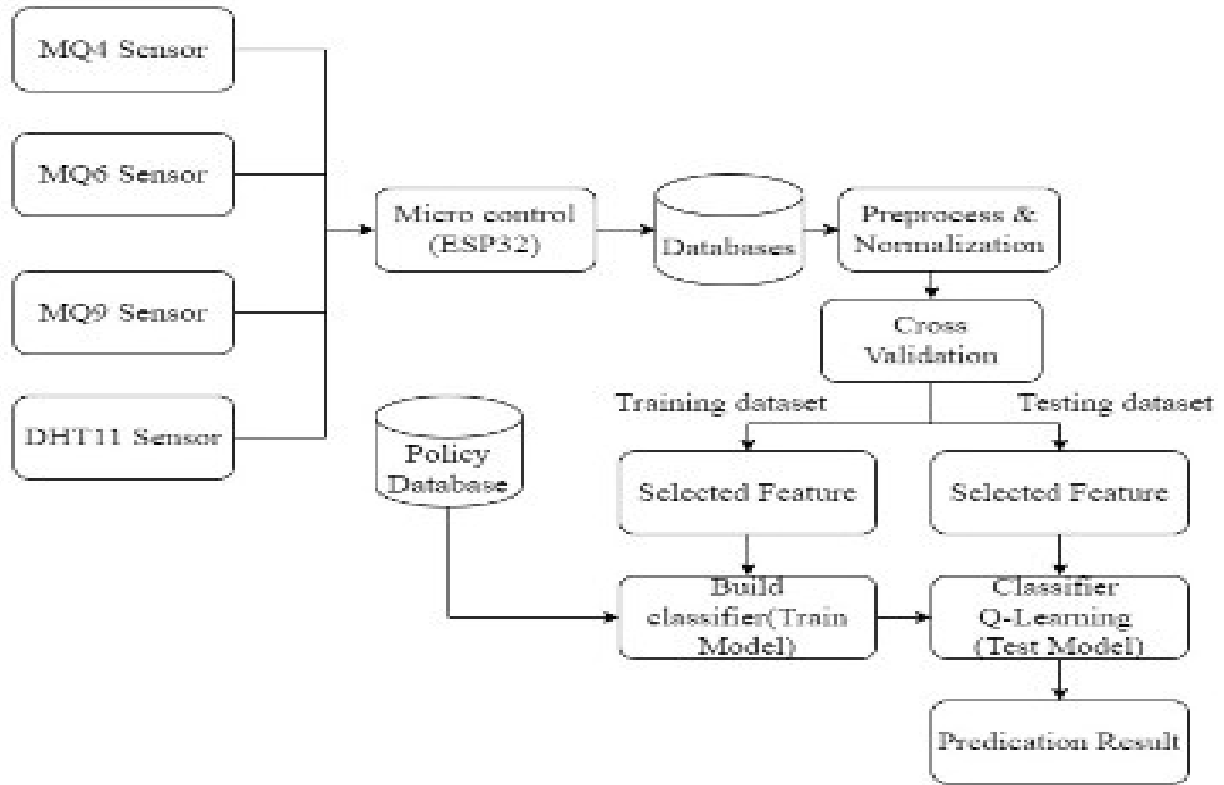 MQ4 Sensor
MQ6 Sensor
MQ9 Sensor
DHT11 Sensor
Micro control
(ESP32)
Databases
Preprocess &
Normalization
Cross
Validation
Training dataset
Testing dataset
Policy
Database
Selected Feature
Selected Feature
Build
classifier(Train
Model)
Classifier
Q-Learning
(Test Model)
Predication Result